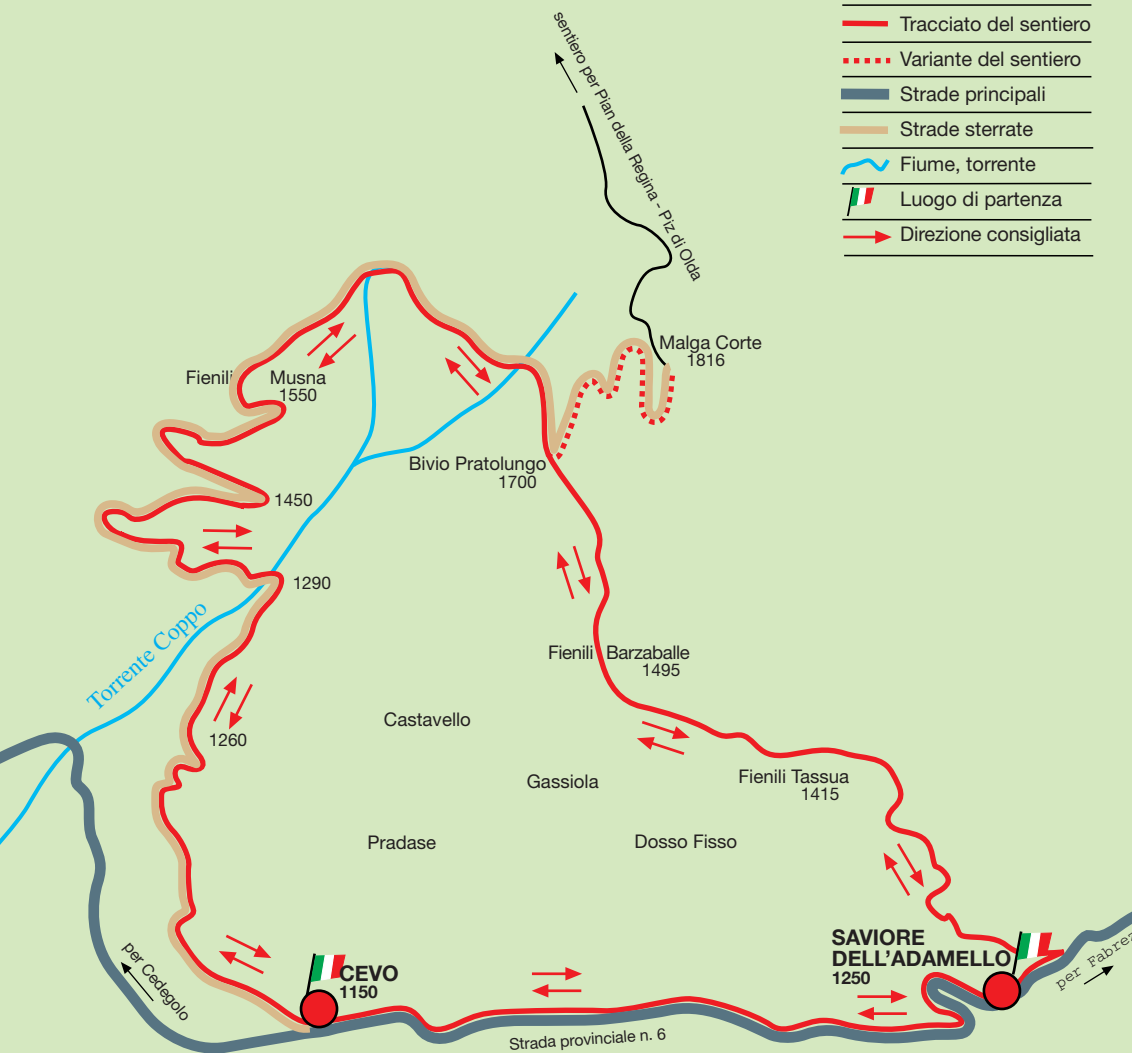 Tracciato del sentiero
Variante del sentiero
Strade principali
Strade sterrate
Fiume, torrente
Luogo di partenza
Direzione consigliata
sentiero per Pian della Regina - Piz di Olda
Malga Corte
1816
Fienili Musna
1550
Bivio Pratolungo
1700
1450
1290
Torrente Coppo
Fienili Barzaballe
1495
1260
Castavello
Gassiola
Fienili Tassua
1415
Pradase
Dosso Fisso
per Cedegolo
CEVO
1150
SAVIORE
DELL'ADAMELLO
1250
per Fabrez
Strada provinciale n. 6